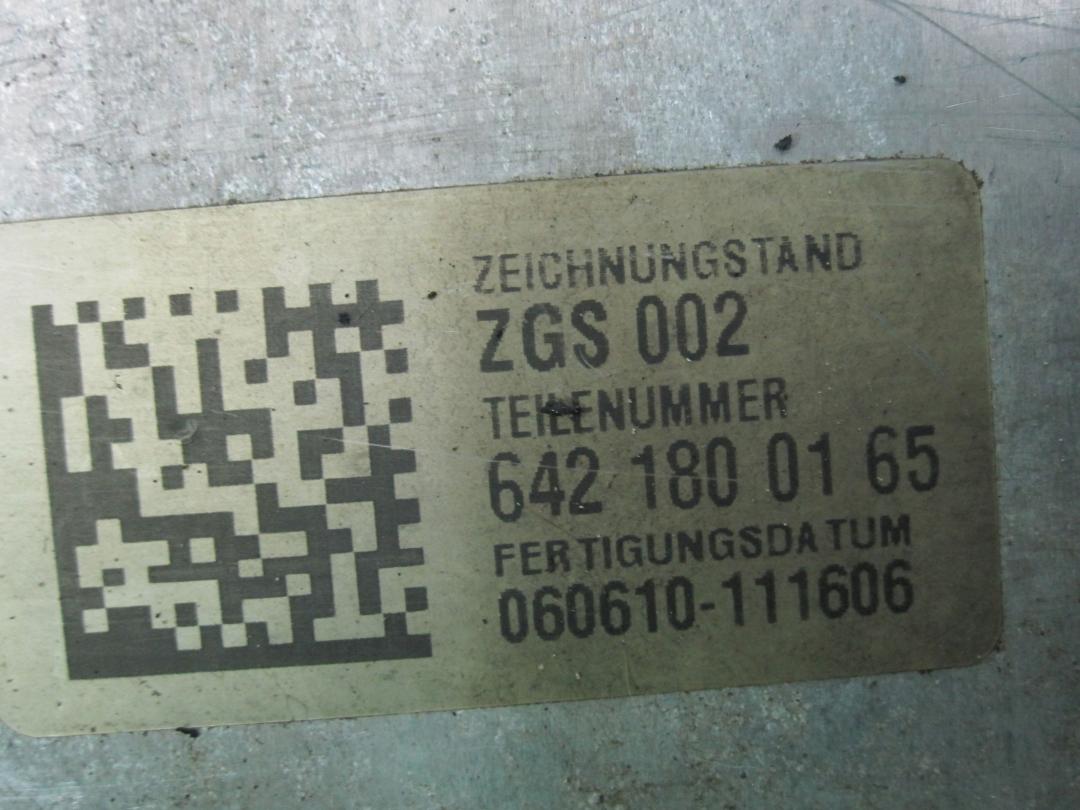 ZEICHNUNGSTAND
ZGS 002
TEILENUMMER
642 180 01 65
FERTIGUNGSDATUM
060610-111606